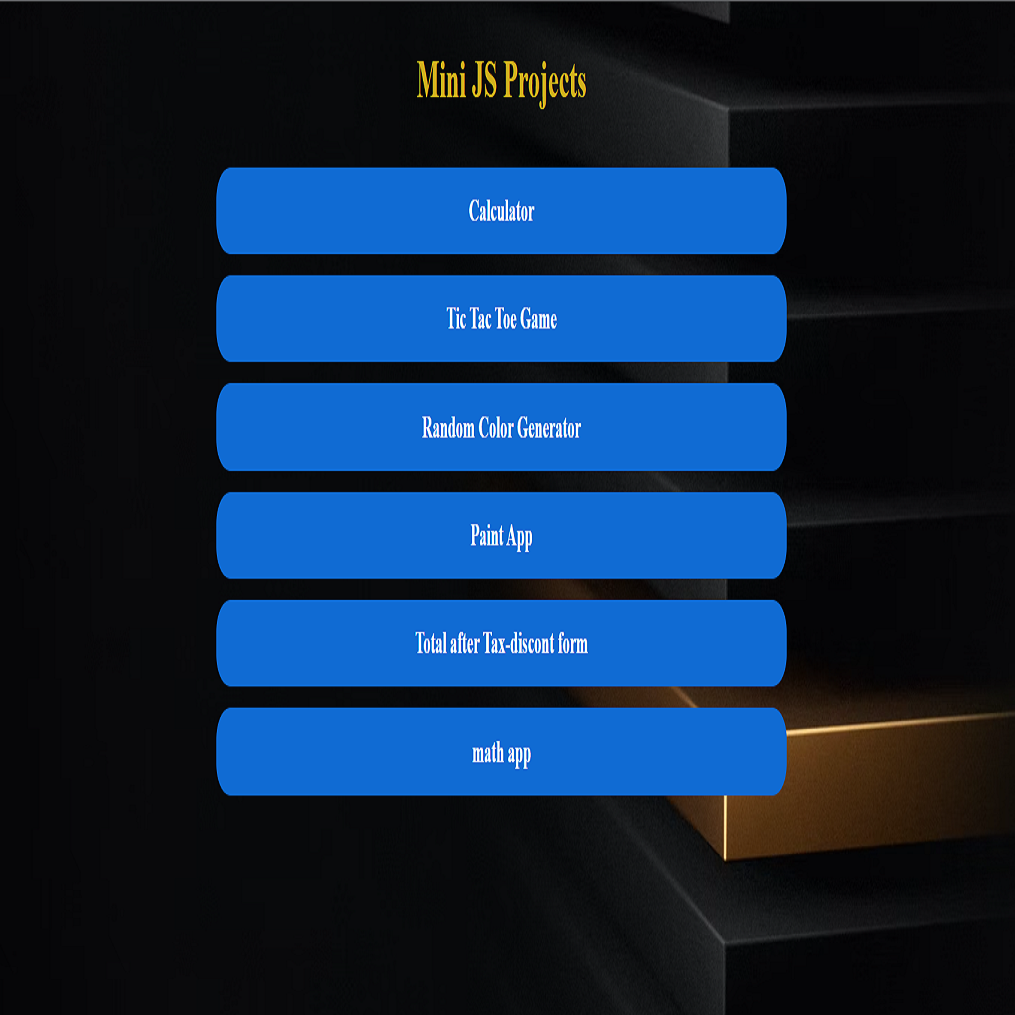 Mini JS Projects
Calculator
Tic Tac Toe Game
Random Color Generator
Paint App
Total after Tax-discont form
math app